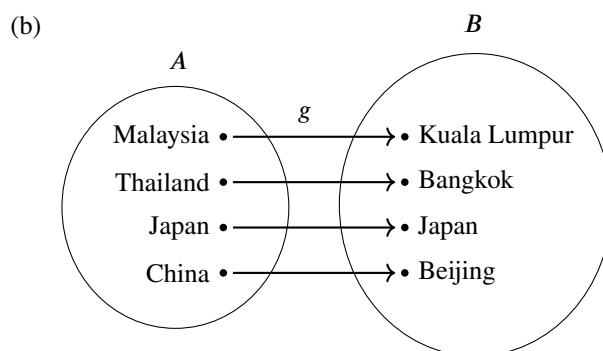 (b)
A B
g
Malaysia Kuala Lumpur
Thailand Bangkok
Japan Japan
China Beijing